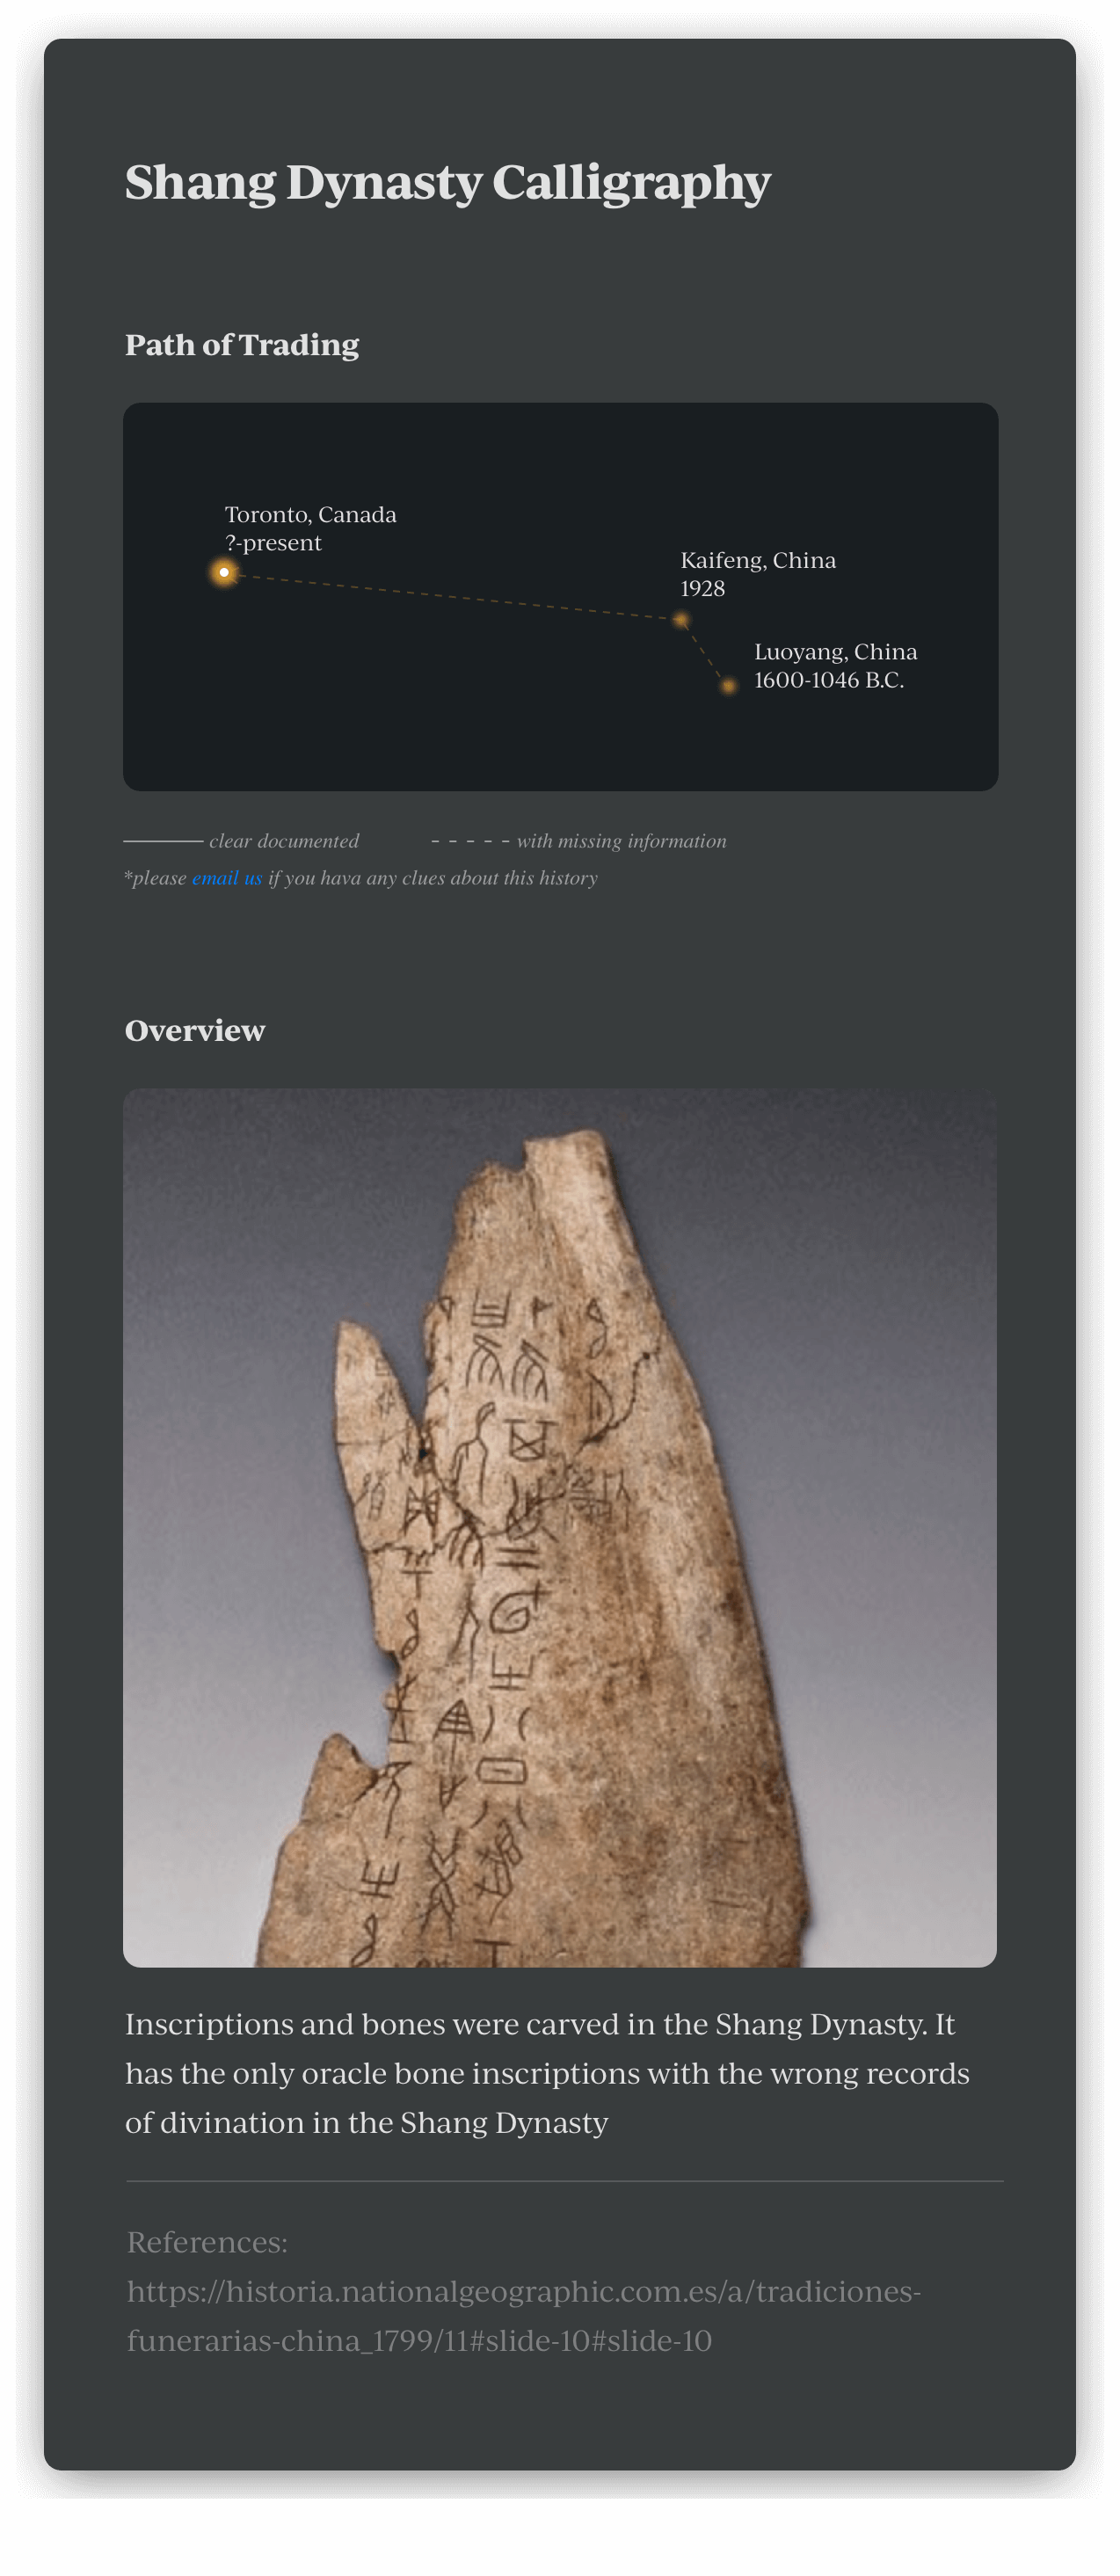 Shang Dynasty Calligraphy
Path of Trading
Toronto, Canada
?-present
Kaifeng, China
1928
Luoyang, China
1600-1046 B.C.
clear documented
with missing information
*please email us if you hava any clues about this history
Overview
Inscriptions and bones were carved in the Shang Dynasty. It
has the only oracle bone inscriptions with the wrong records
of divination in the Shang Dynasty
References:
https://historia.nationalgeographic.com.es/a/tradiciones-
funerarias-china_1799/11#slide-10#slide-10